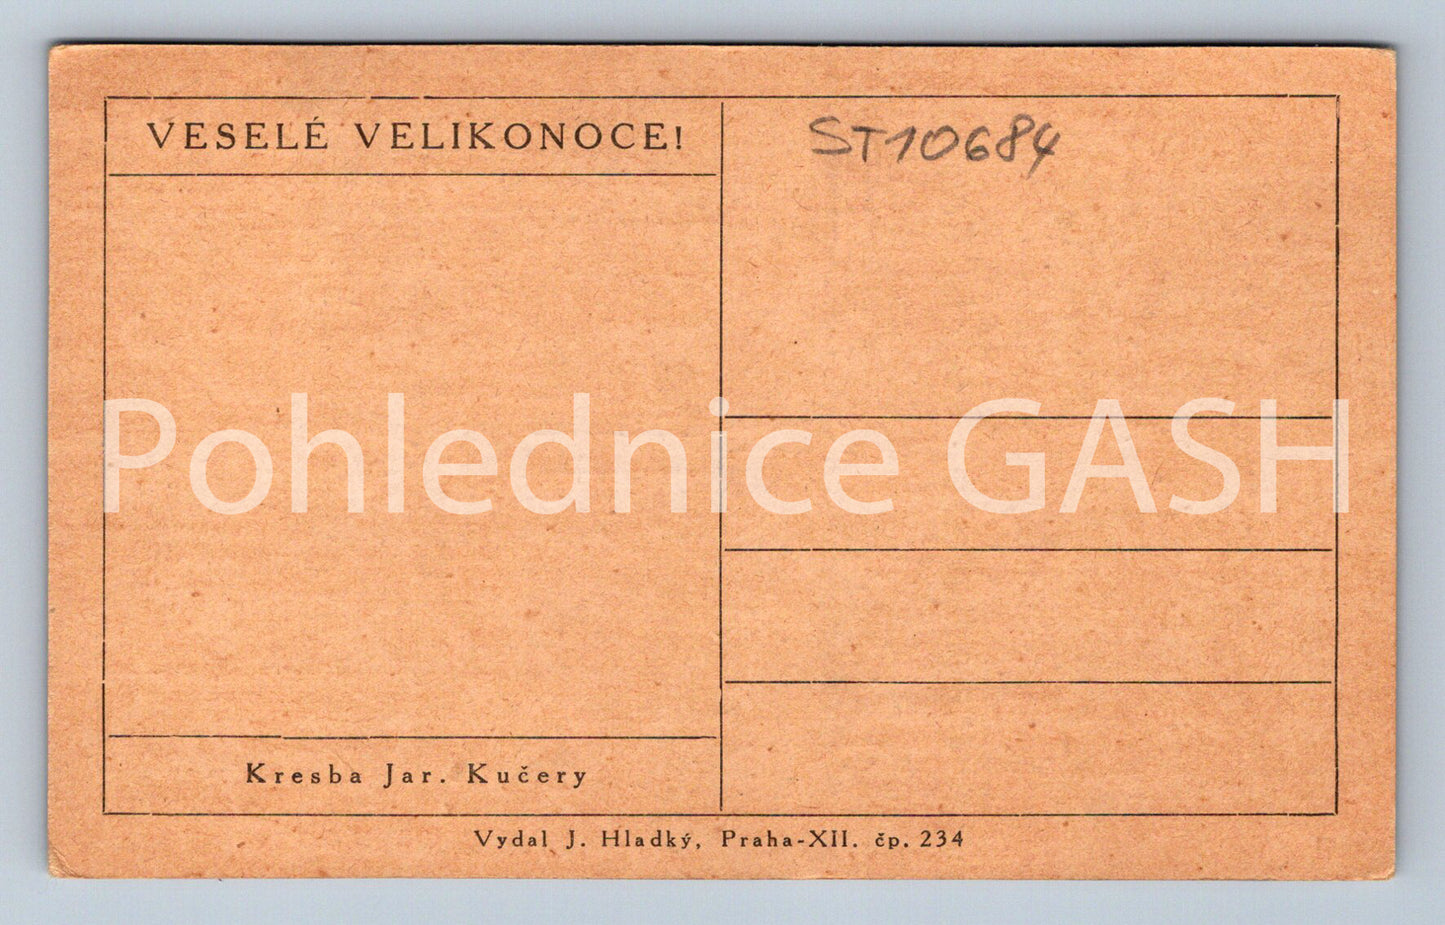 VESELÉ VELIKONOCE!
ST10684
Pohlednice GASH
Kresba Jar. Kučery
Vydal J. Hladký, Praha-XII. čp. 234